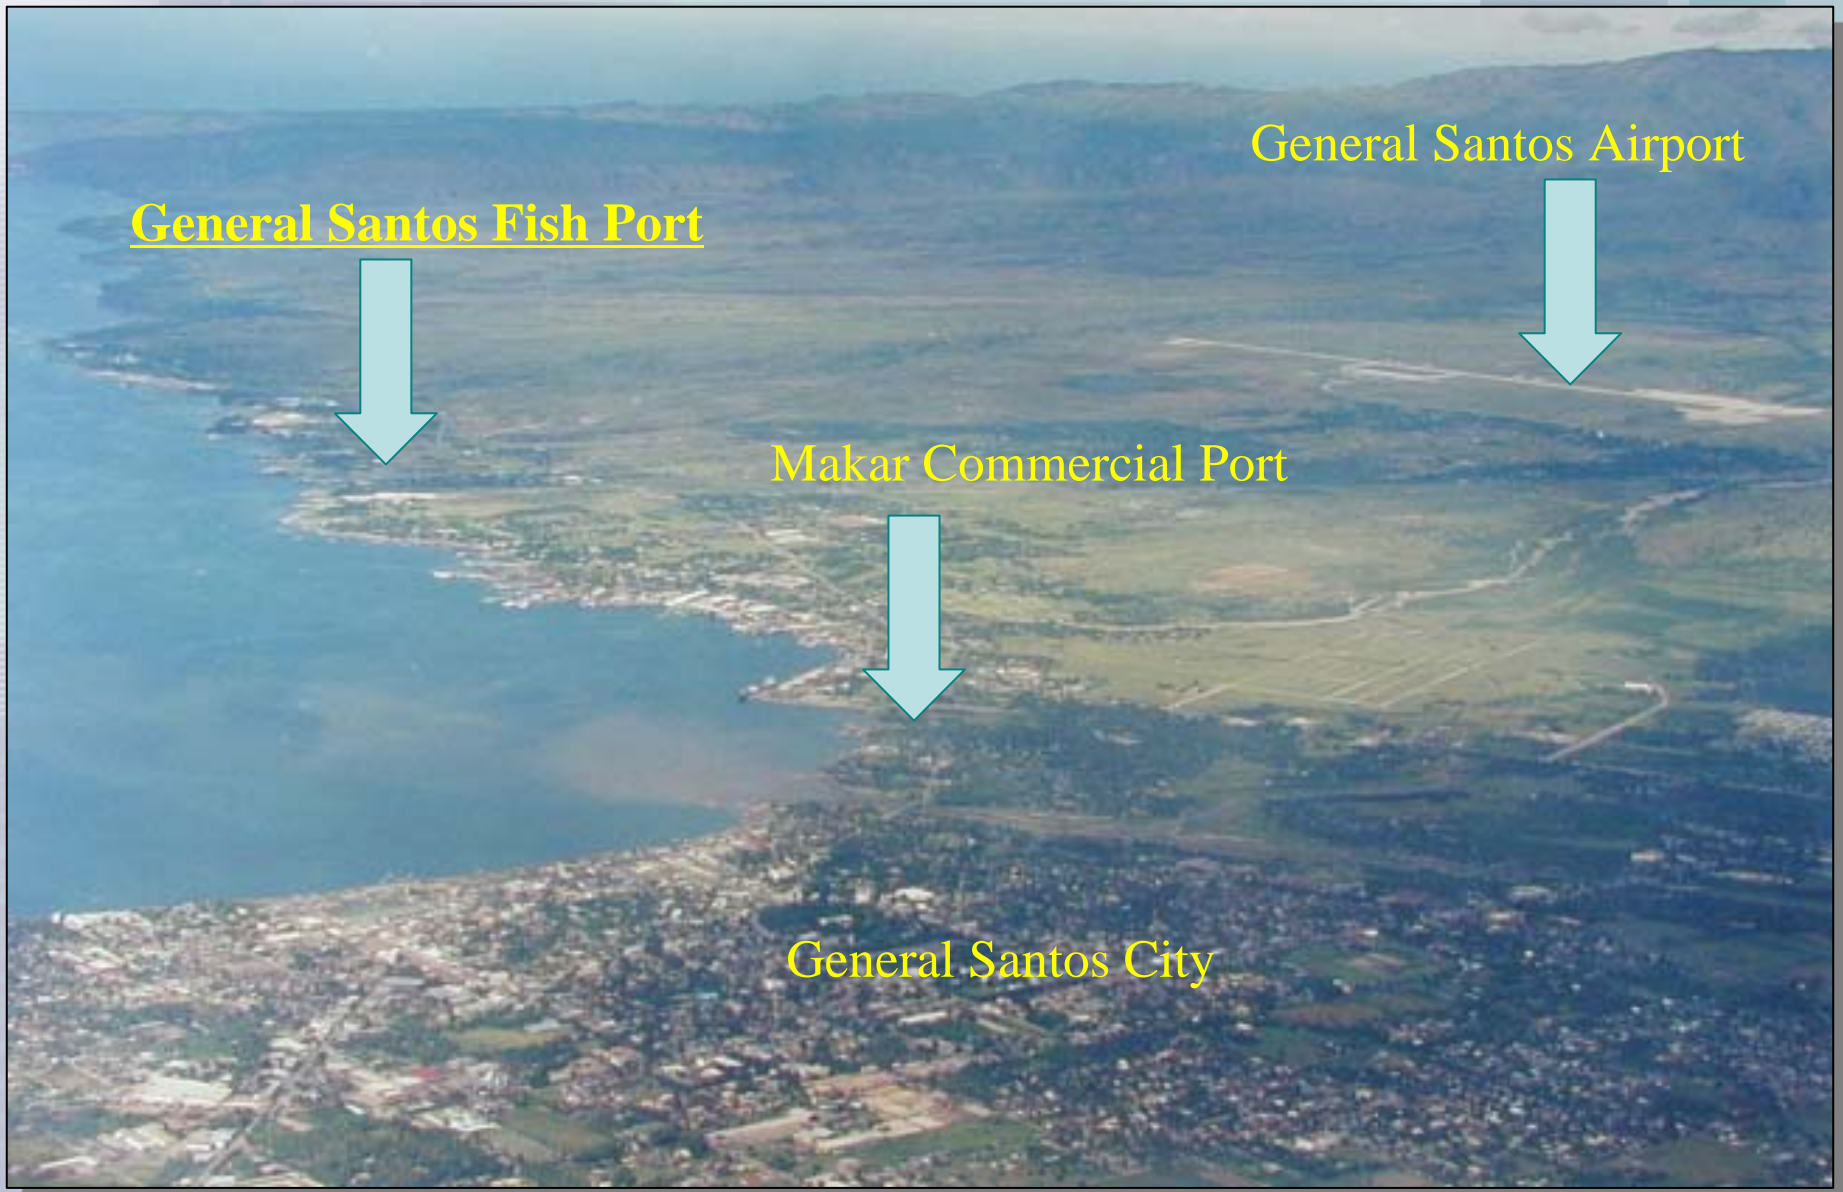 General Santos Airport
General Santos Fish Port
Makar Commercial Port
General Santos City